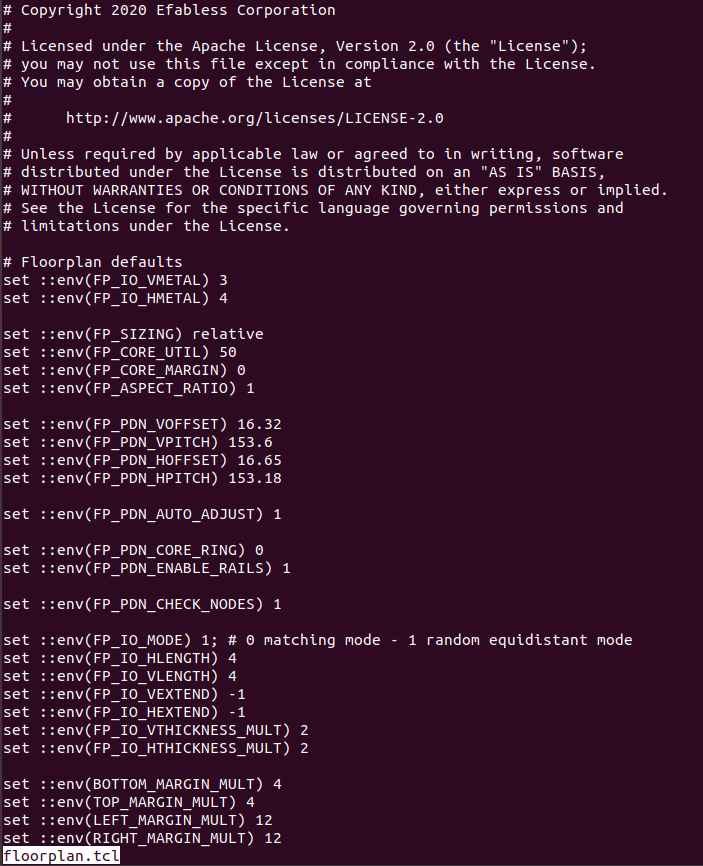 # Copyright 2020 Efabless Corporation
#
# Licensed under the Apache License, Version 2.0 (the "License");
# you may not use this file except in compliance with the License.
# You may obtain a copy of the License at
#
#      http://www.apache.org/licenses/LICENSE-2.0
#
# Unless required by applicable law or agreed to in writing, software
# distributed under the License is distributed on an "AS IS" BASIS,
# WITHOUT WARRANTIES OR CONDITIONS OF ANY KIND, either express or implied.
# See the License for the specific language governing permissions and
# limitations under the License.

# Floorplan defaults
set ::env(FP_IO_VMETAL) 3
set ::env(FP_IO_HMETAL) 4

set ::env(FP_SIZING) relative
set ::env(FP_CORE_UTIL) 50
set ::env(FP_CORE_MARGIN) 0
set ::env(FP_ASPECT_RATIO) 1

set ::env(FP_PDN_VOFFSET) 16.32
set ::env(FP_PDN_VPITCH) 153.6
set ::env(FP_PDN_HOFFSET) 16.65
set ::env(FP_PDN_HPITCH) 153.18

set ::env(FP_PDN_AUTO_ADJUST) 1

set ::env(FP_PDN_CORE_RING) 0
set ::env(FP_PDN_ENABLE_RAILS) 1

set ::env(FP_PDN_CHECK_NODES) 1

set ::env(FP_IO_MODE) 1; # 0 matching mode - 1 random equidistant mode
set ::env(FP_IO_HLENGTH) 4
set ::env(FP_IO_VLENGTH) 4
set ::env(FP_IO_VEXTEND) -1
set ::env(FP_IO_HEXTEND) -1
set ::env(FP_IO_VTHICKNESS_MULT) 2
set ::env(FP_IO_HTHICKNESS_MULT) 2

set ::env(BOTTOM_MARGIN_MULT) 4
set ::env(TOP_MARGIN_MULT) 4
set ::env(LEFT_MARGIN_MULT) 12
set ::env(RIGHT_MARGIN_MULT) 12
floorplan.tcl